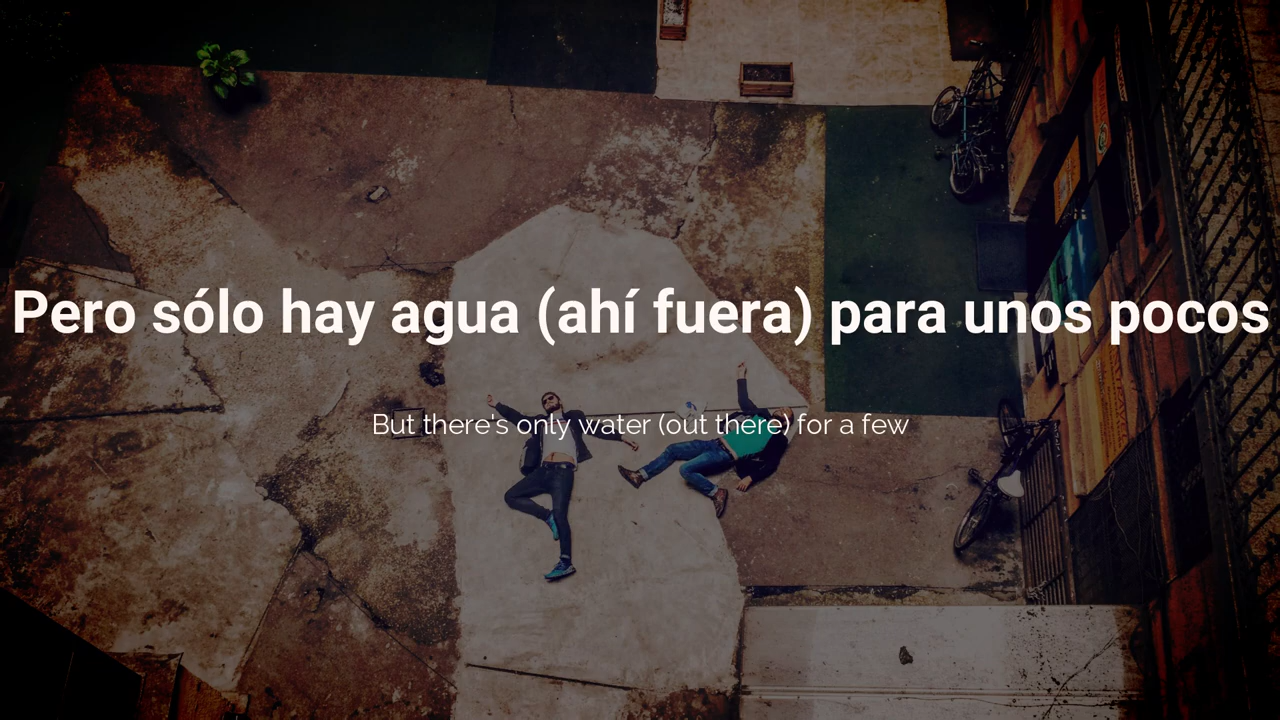 Pero sólo hay agua (ahí fuera) para unos pocos
But there's only water (out there) for a few